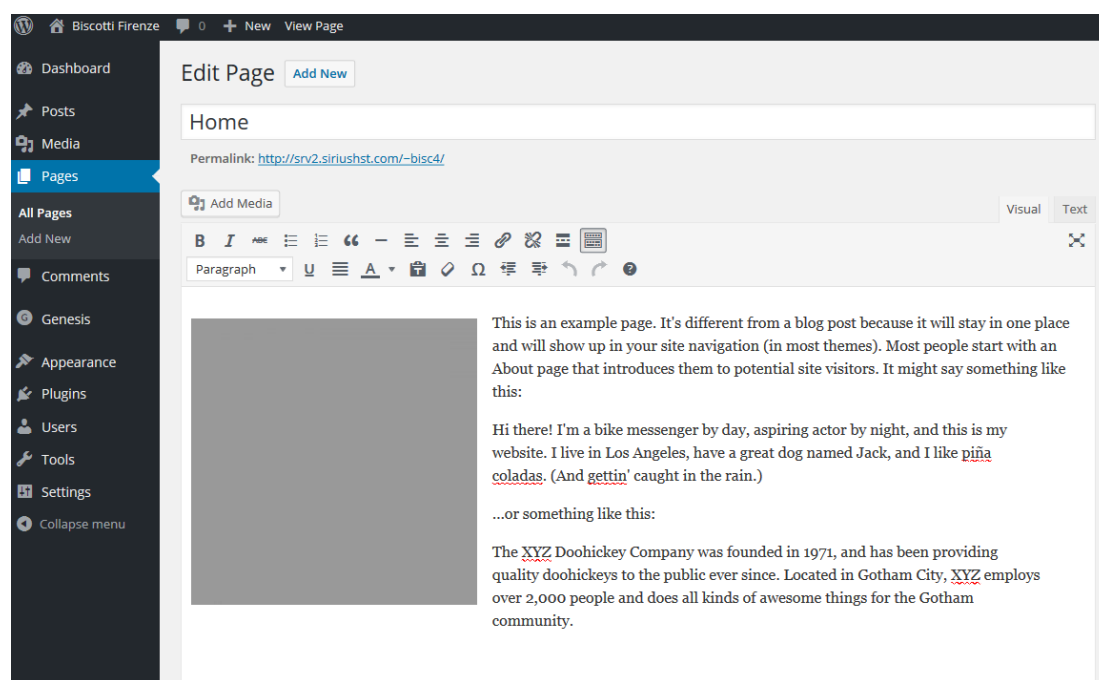 Biscotti Firenze 0 New View Page
Dashboard
Posts
Media
Pages
All Pages
Add New
Comments
Genesis
Appearance
Plugins
Users
Tools
Settings
Collapse menu
Edit Page Add New
Home
Permalink: http://srv2.siriushst.com/~bisc4/
Add Media
Visual Text
B I ABC
Paragraph U A Ω
This is an example page. It's different from a blog post because it will stay in one place
and will show up in your site navigation (in most themes). Most people start with an
About page that introduces them to potential site visitors. It might say something like
this:
Hi there! I'm a bike messenger by day, aspiring actor by night, and this is my
website. I live in Los Angeles, have a great dog named Jack, and I like piña
coladas. (And gettin' caught in the rain.)
...or something like this:
The XYZ Doohickey Company was founded in 1971, and has been providing
quality doohickeys to the public ever since. Located in Gotham City, XYZ employs
over 2,000 people and does all kinds of awesome things for the Gotham
community.